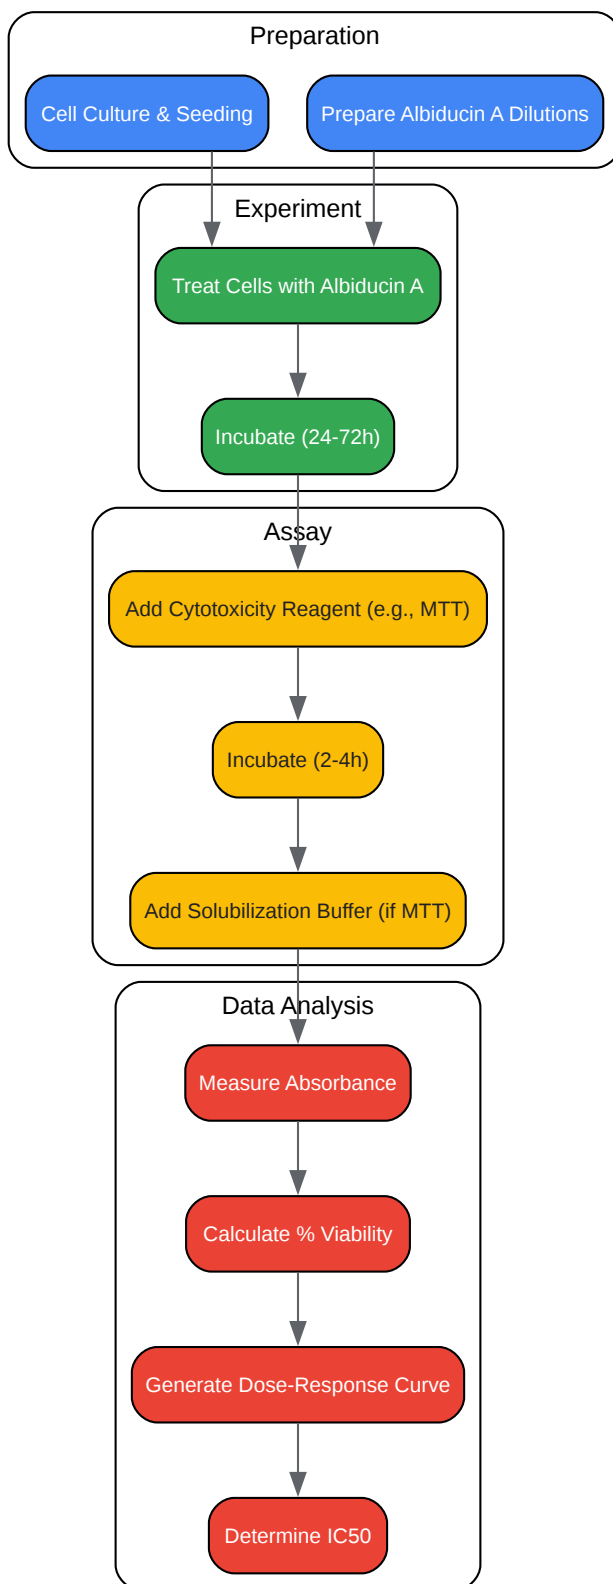 Preparation
Cell Culture & Seeding
Prepare Albiducin A Dilutions
Experiment
Treat Cells with Albiducin A
Incubate (24-72h)
Assay
Add Cytotoxicity Reagent (e.g., MTT)
Incubate (2-4h)
Add Solubilization Buffer (if MTT)
Data Analysis
Measure Absorbance
Calculate % Viability
Generate Dose-Response Curve
Determine IC50